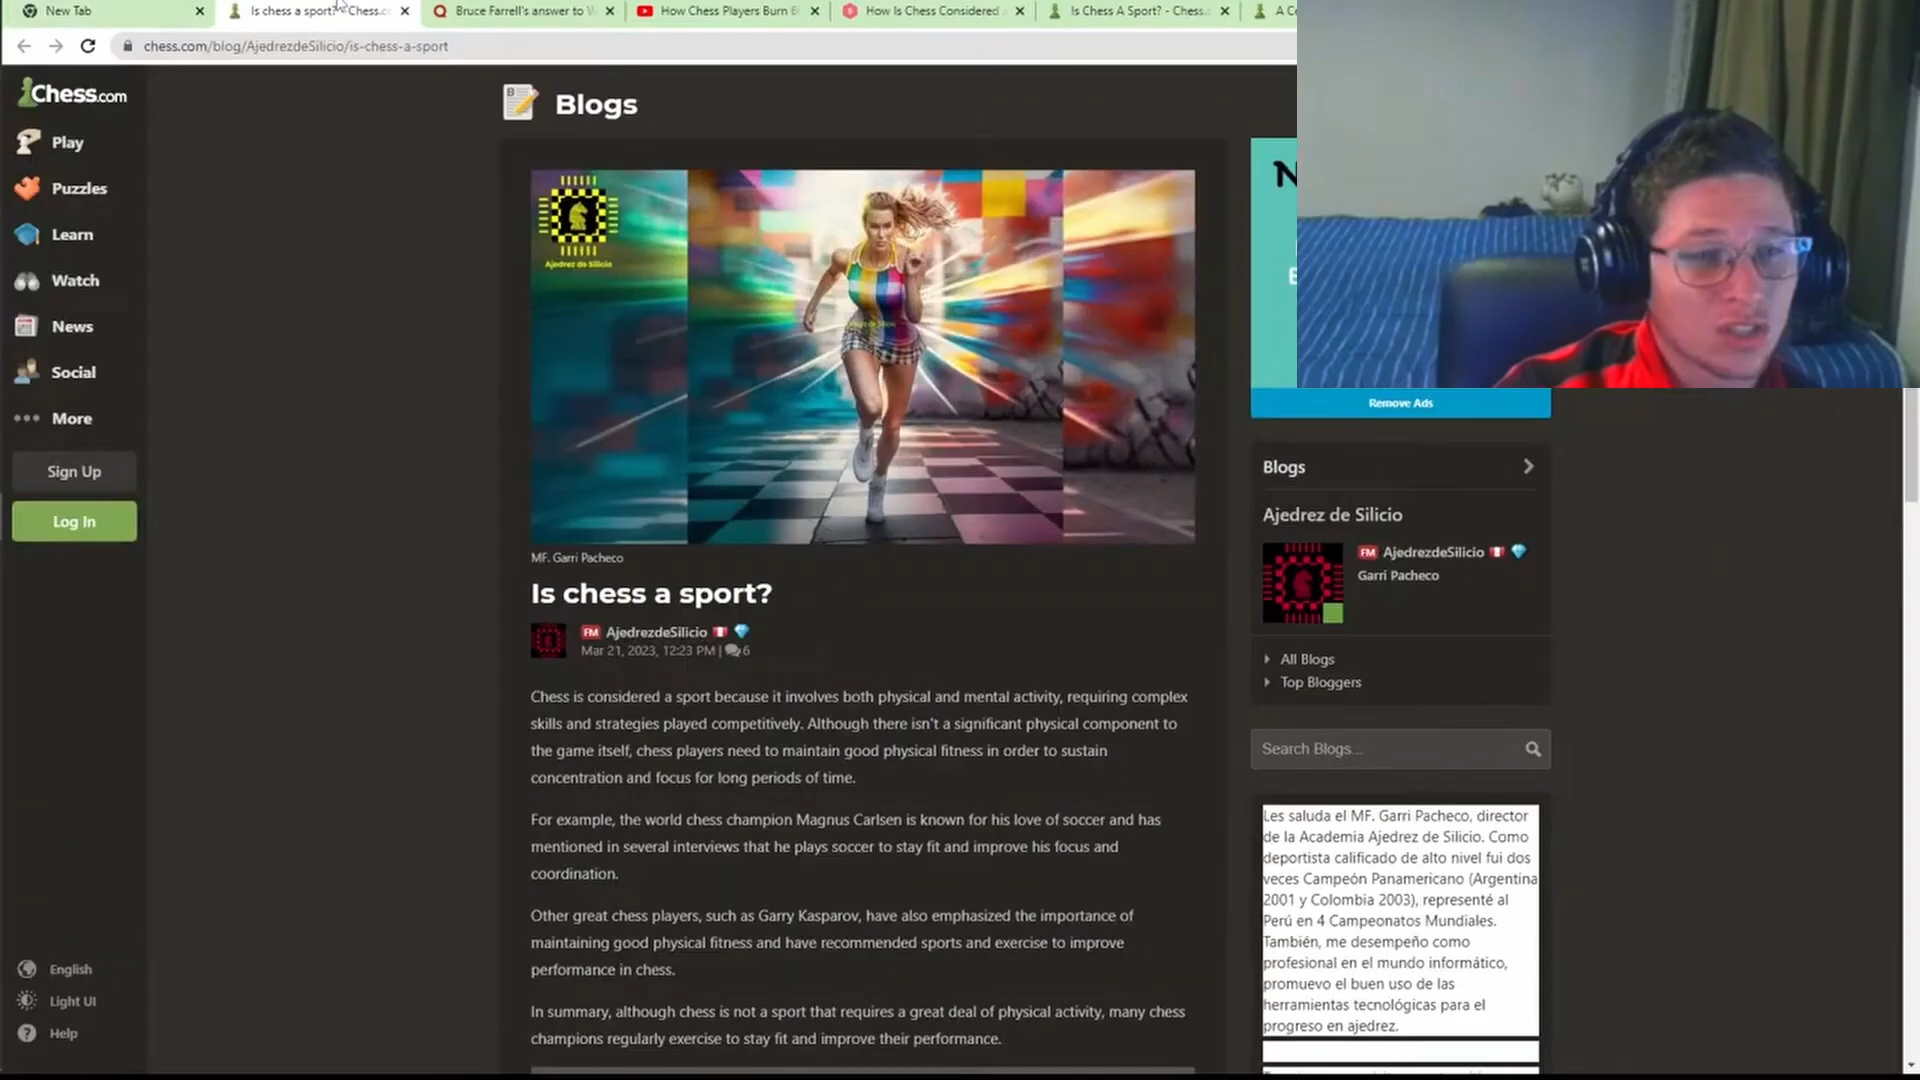 New Tab
Is chess a sport? - Chess.c
Bruce Farrell's answer to
How Chess Players Burn 6
How Is Chess Considered
Is Chess A Sport? - Chess.
A Ce
chess.com/blog/AjedrezdeSilicio/is-chess-a-sport
Chess.com
Play
Puzzles
Learn
Watch
News
Social
More
Sign Up
Log In
English
Light UI
Help
Blogs
Ajedrez de Silicio
MF. Garri Pacheco
Is chess a sport?
FM AjedrezdeSilicio
Mar 21, 2023, 12:23 PM | 6
Chess is considered a sport because it involves both physical and mental activity, requiring complex
skills and strategies played competitively. Although there isn't a significant physical component to
the game itself, chess players need to maintain good physical fitness in order to sustain
concentration and focus for long periods of time.
For example, the world chess champion Magnus Carlsen is known for his love of soccer and has
mentioned in several interviews that he plays soccer to stay fit and improve his focus and
coordination.
Other great chess players, such as Garry Kasparov, have also emphasized the importance of
maintaining good physical fitness and have recommended sports and exercise to improve
performance in chess.
In summary, although chess is not a sport that requires a great deal of physical activity, many chess
champions regularly exercise to stay fit and improve their performance.
N
Remove Ads
Blogs
Ajedrez de Silicio
FM AjedrezdeSilicio
Garri Pacheco
All Blogs
Top Bloggers
Search Blogs...
Les saluda el MF. Garri Pacheco, director
de la Academia Ajedrez de Silicio. Como
deportista calificado de alto nivel fui dos
veces Campeón Panamericano (Argentina
2001 y Colombia 2003), representé al
Perú en 4 Campeonatos Mundiales.
También, me desempeño como
profesional en el mundo informático,
promuevo el buen uso de las
herramientas tecnológicas para el
progreso en ajedrez.